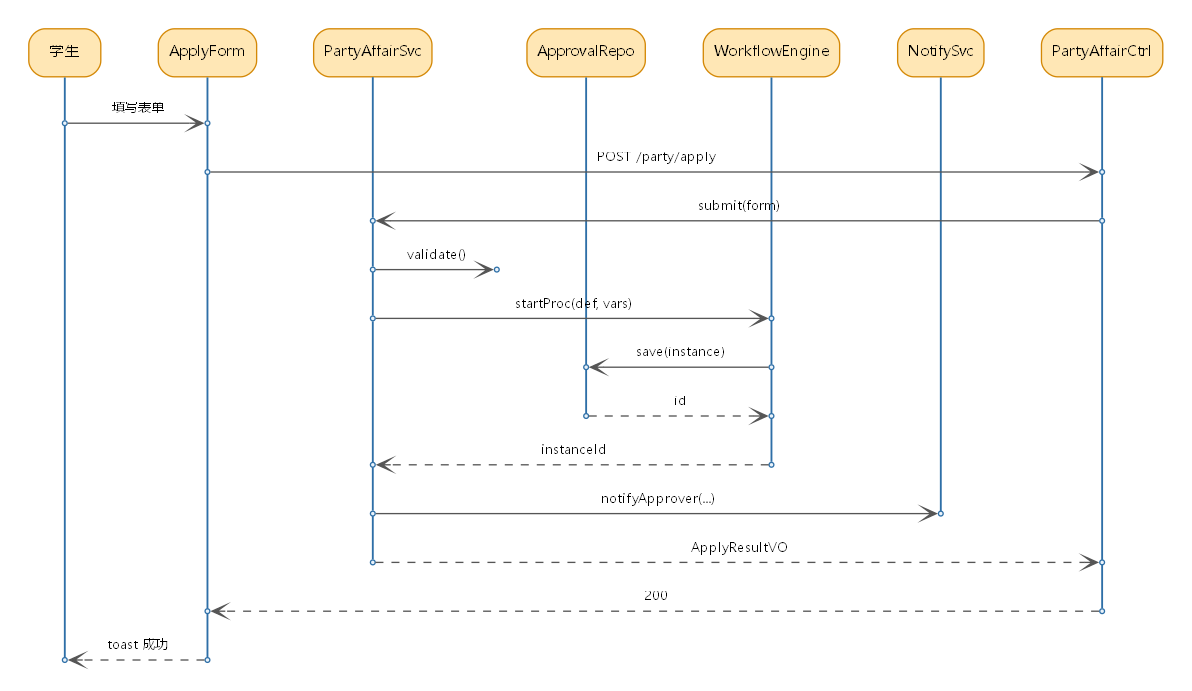 学生
ApplyForm
PartyAffairSvc
ApprovalRepo
WorkflowEngine
NotifySvc
PartyAffairCtrl
填写表单
POST /party/apply
submit(form)
validate()
startProc(def, vars)
save(instance)
id
instanceId
notifyApprover(...)
ApplyResultVO
200
toast 成功